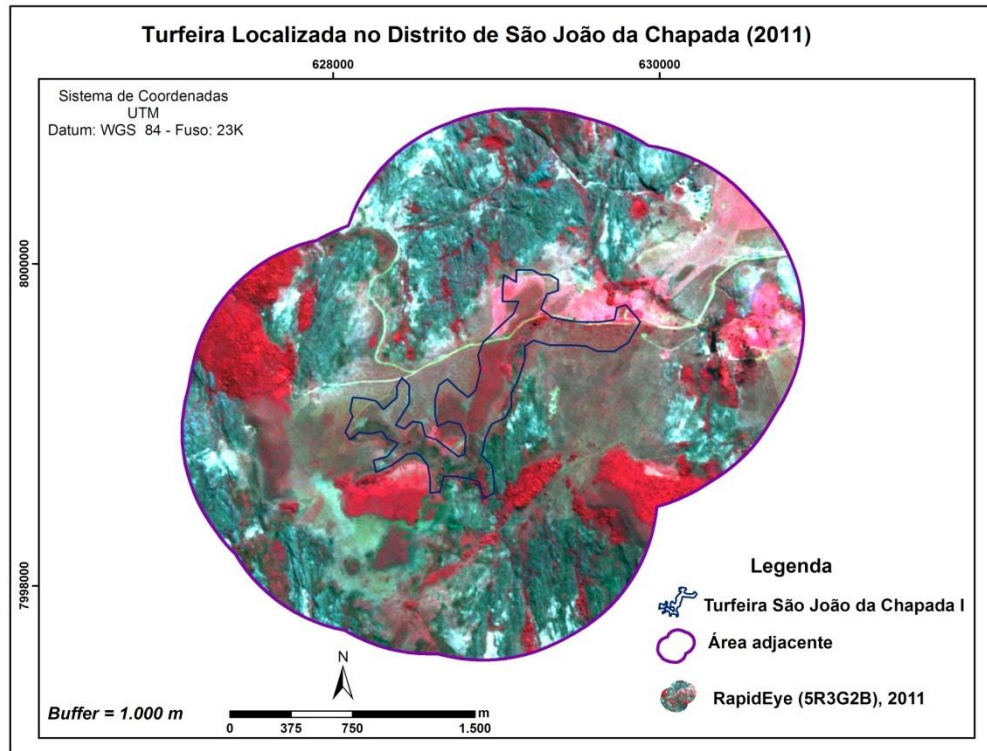 Turfeira Localizada no Distrito de São João da Chapada (2011)
628000 630000
Sistema de Coordenadas
UTM
Datum: WGS 84 - Fuso: 23K
8000000
7998000
Legenda
Turfeira São João da Chapada I
Área adjacente
RapidEye (5R3G2B), 2011
N
Buffer = 1.000 m
m
0 375 750 1.500